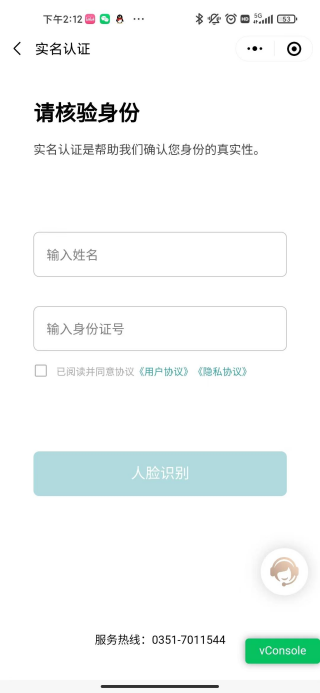 下午2:12
5G
53
实名认证
请核验身份
实名认证是帮助我们确认您身份的真实性。
输入姓名
输入身份证号
已阅读并同意协议《用户协议》《隐私协议》
人脸识别
服务热线：0351-7011544
vConsole